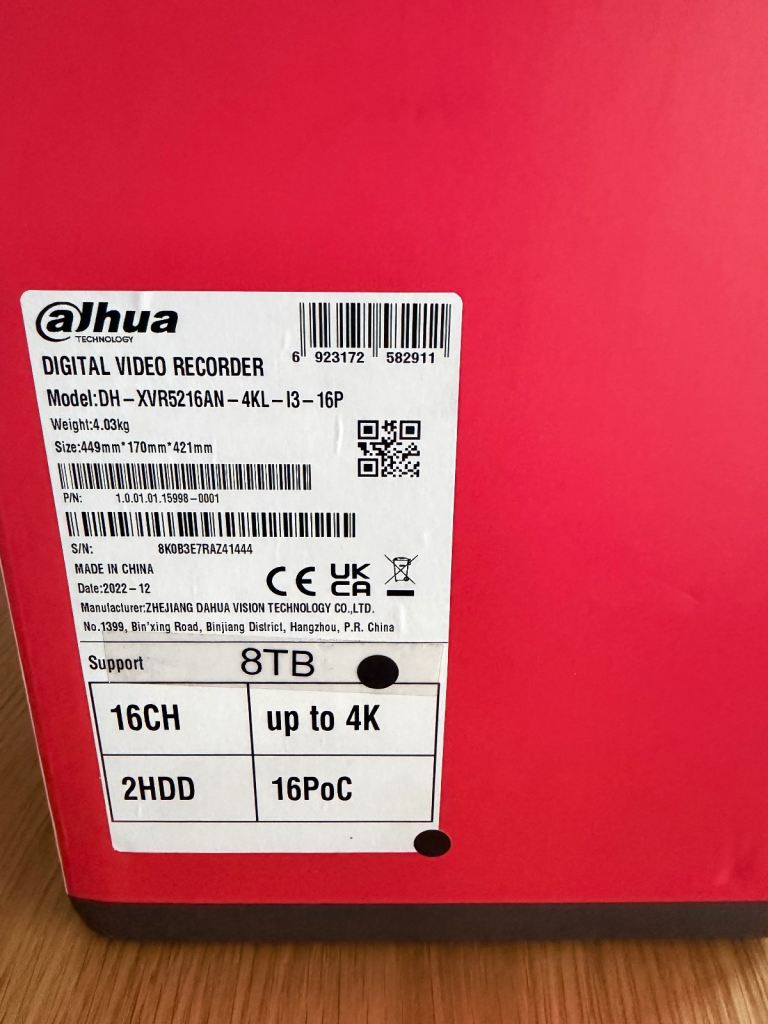 alhua
TECHNOLOGY
6 923172 582911
DIGITAL VIDEO RECORDER
Model:DH-XVR5216AN-4KL-I3-16P
Weight:4.03kg
Size:449mm*170mm*421mm
P/N: 1.0.01.01.15998-0001
S/N: 8K0B3E7RAZ41444
MADE IN CHINA
Date:2022-12
CE UK CA
Manufacturer:ZHEJIANG DAHUA VISION TECHNOLOGY CO.,LTD.
No.1399, Bin'xing Road, Binjiang District, Hangzhou, P.R. China
Support 8TB
16CH up to 4K
2HDD 16PoC